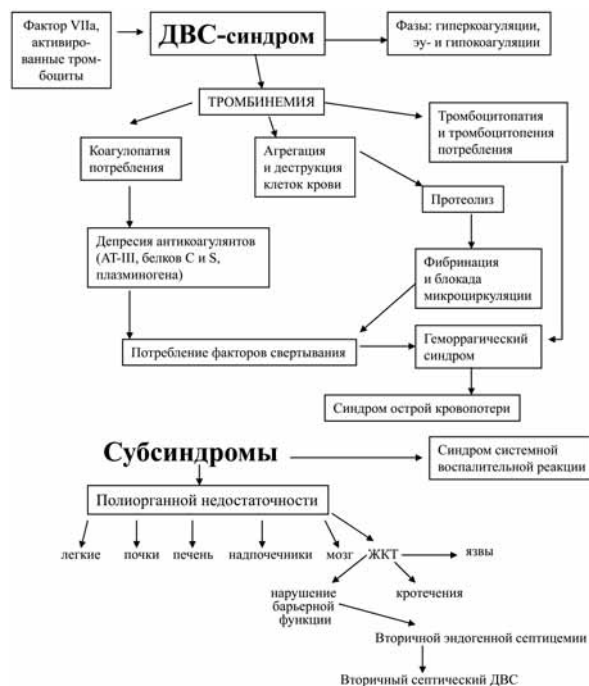 Фактор VIIa,
активиро-
ванные тром-
боциты
ДВС-синдром
Фазы: гиперкоагуляции,
эу- и гипокоагуляции
ТРОМБИНЕМИЯ
Коагулопатия
потребления
Агрегация
и деструкция
клеток крови
Тромбоцитопатия
и тромбоцитопения
потребления
Протеолиз
Депресия антикоагулянтов
(АТ-III, белков С и S,
плазминогена)
Фибринация
и блокада
микроциркуляции
Потребление факторов свертывания
Геморрагический
синдром
Синдром острой кровопотери
Субсиндромы
Синдром системной
воспалительной реакции
Полиорганной недостаточности
легкие
почки
печень
надпочечники
мозг
ЖКТ
язвы
нарушение
барьерной
функции
кротечения
Вторичной эндогенной септицемии
Вторичный септический ДВС